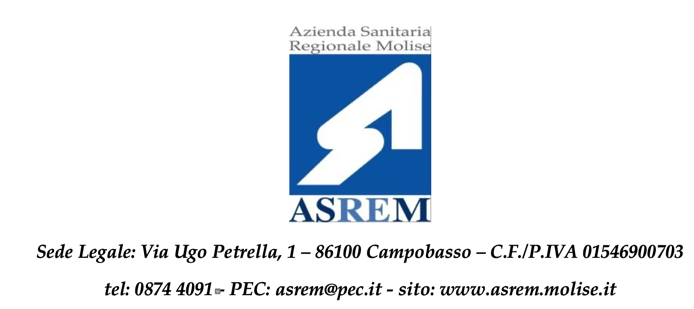 Azienda Sanitaria
Regionale Molise
ASREM
Sede Legale: Via Ugo Petrella, 1 – 86100 Campobasso – C.F./P.IVA 01546900703
tel: 0874 4091 - PEC: asrem@pec.it - sito: www.asrem.molise.it